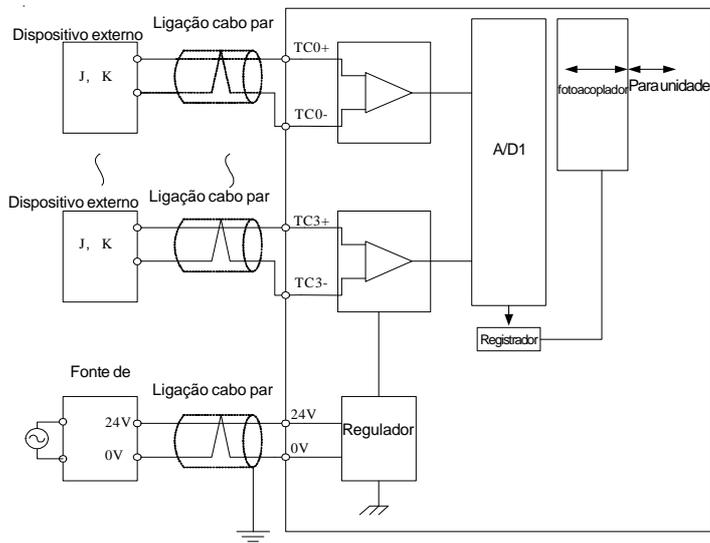 Ligação cabo par
Dispositivo externo
J, K
TC0+
TC0-
fotoacoplador
Para unidade
A/D1
Dispositivo externo
Ligação cabo par
J, K
TC3+
TC3-
Registrador
Fonte de
Ligação cabo par
24V
0V
24V
0V
Regulador